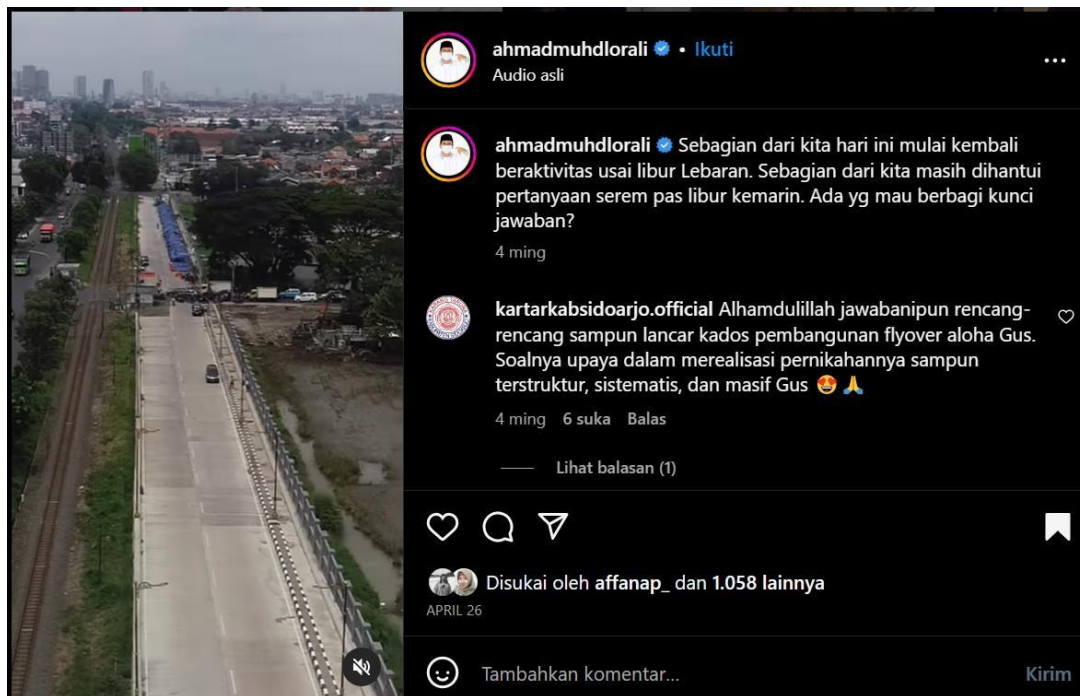 ahmadmuhdlorali • Ikuti
Audio asli
ahmadmuhdlorali Sebagian dari kita hari ini mulai kembali
beraktivitas usai libur Lebaran. Sebagian dari kita masih dihantui
pertanyaan serem pas libur kemarin. Ada yg mau berbagi kunci
jawaban?
4 ming
kartarkabsidoarjo.official Alhamdulillah jawabanipun rencang-
rencang sampun lancar kados pembangunan flyover aloha Gus.
Soalnya upaya dalam merealisasi pernikahannya sampun
terstruktur, sistematis, dan masif Gus 😍 🙏
4 ming 6 suka Balas
Lihat balasan (1)
Disukai oleh affanap_ dan 1.058 lainnya
APRIL 26
Tambahkan komentar... Kirim